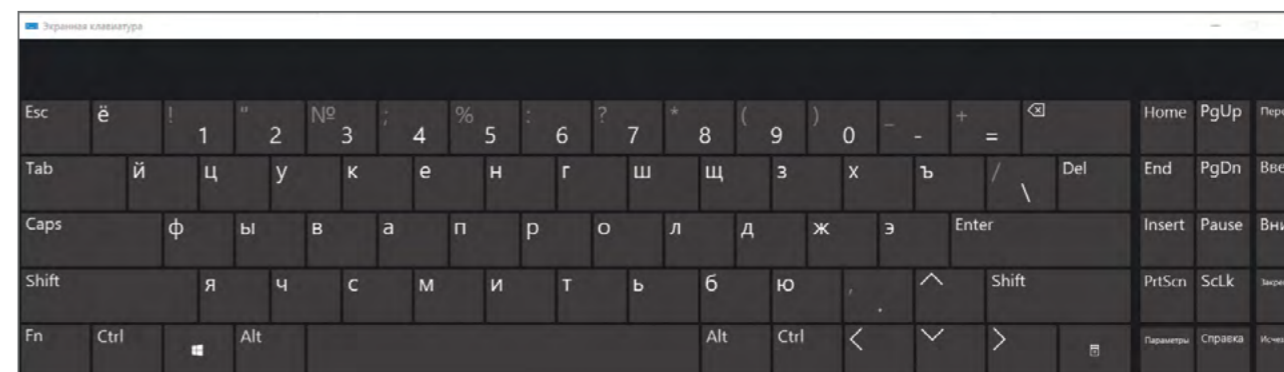 Экранная клавиатура
Esc ё ! 1 " 2 № 3 ; 4 % 5 : 6 ? 7 * 8 ( 9 ) 0 _ - + = Home PgUp
Tab й ц у к е н г ш щ з х ъ / \ Del End PgDn
Caps ф ы в а п р о л д ж э Enter Insert Pause
Shift я ч с м и т ь б ю , . Shift PrtScn ScLk
Fn Ctrl Alt Alt Ctrl Параметры Справка